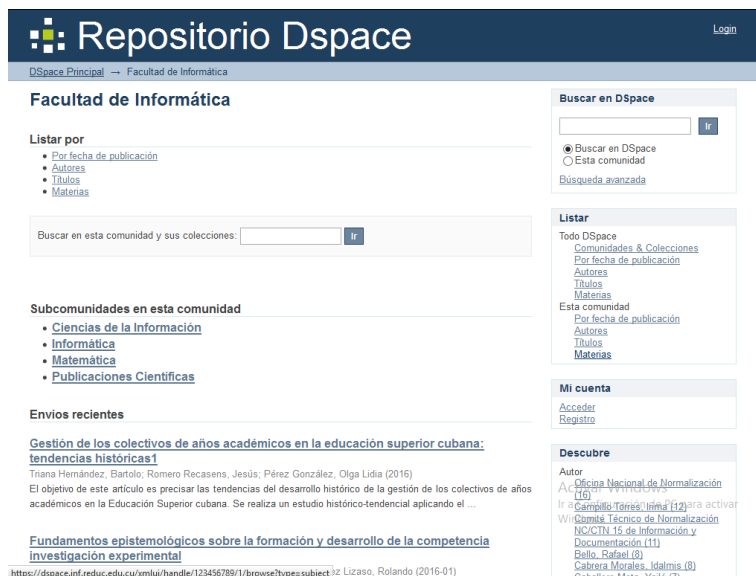 Repositorio Dspace
Login
DSpace Principal → Facultad de Informática
Facultad de Informática
Listar por
Por fecha de publicación
Autores
Títulos
Materias
Buscar en esta comunidad y sus colecciones:
Ir
Subcomunidades en esta comunidad
Ciencias de la Información
Informática
Matemática
Publicaciones Científicas
Envios recientes
Gestión de los colectivos de años académicos en la educación superior cubana:
tendencias históricas1
Triana Hernández, Bartolo; Romero Recasens, Jesús; Pérez González, Olga Lidia (2016)
El objetivo de este artículo es precisar las tendencias del desarrollo histórico de la gestión de los colectivos de años
académicos en la Educación Superior cubana. Se realiza un estudio histórico-tendencial aplicando el ...
Fundamentos epistemológicos sobre la formación y desarrollo de la competencia
investigación experimental
ez Lizaso, Rolando (2016-01)
https://dspace.inf.reduc.edu.cu/xmlui/handle/123456789/1/browse?type=subject
Buscar en DSpace
Ir
Buscar en DSpace
Esta comunidad
Búsqueda avanzada
Listar
Todo DSpace
Comunidades & Colecciones
Por fecha de publicación
Autores
Títulos
Materias
Esta comunidad
Por fecha de publicación
Autores
Títulos
Materias
Mi cuenta
Acceder
Registro
Descubre
Autor
Oficina Nacional de Normalización
(16)
Campillo Torres, Irma (12)
Comité Técnico de Normalización
NC/CTN 15 de Información y
Documentación (11)
Bello, Rafael (8)
Cabrera Morales, Idalmis (8)
Activar Windows
Ir a Configuración de PC para activar
Windows.